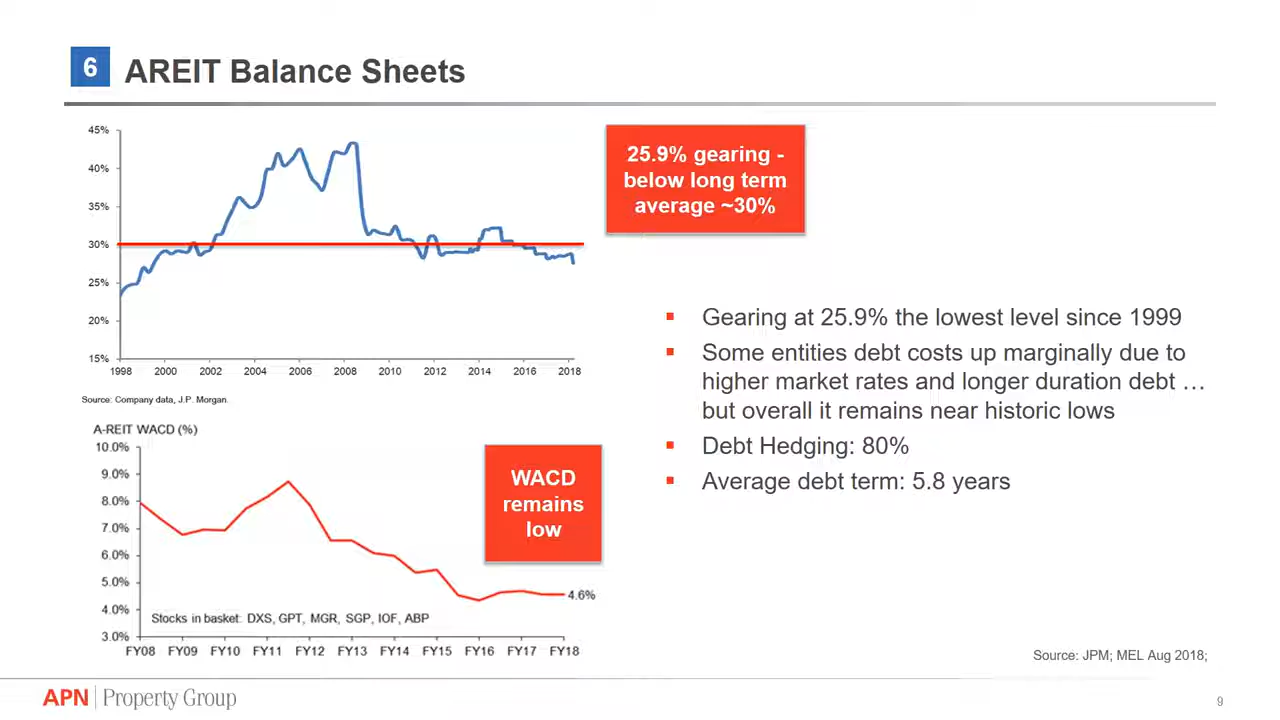 6 AREIT Balance Sheets
45%
40%
35%
30%
25%
20%
15%
1998 2000 2002 2004 2006 2008 2010 2012 2014 2016 2018
Source: Company data, J.P. Morgan.
25.9% gearing -
below long term
average ~30%
A-REIT WACD (%)
10.0%
9.0%
8.0%
7.0%
6.0%
5.0%
4.0%
3.0%
4.6%
Stocks in basket: DXS, GPT, MGR, SGP, IOF, ABP
FY08 FY09 FY10 FY11 FY12 FY13 FY14 FY15 FY16 FY17 FY18
WACD
remains
low
▪ Gearing at 25.9% the lowest level since 1999
▪ Some entities debt costs up marginally due to
higher market rates and longer duration debt …
but overall it remains near historic lows
▪ Debt Hedging: 80%
▪ Average debt term: 5.8 years
Source: JPM; MEL Aug 2018;
APN | Property Group
9